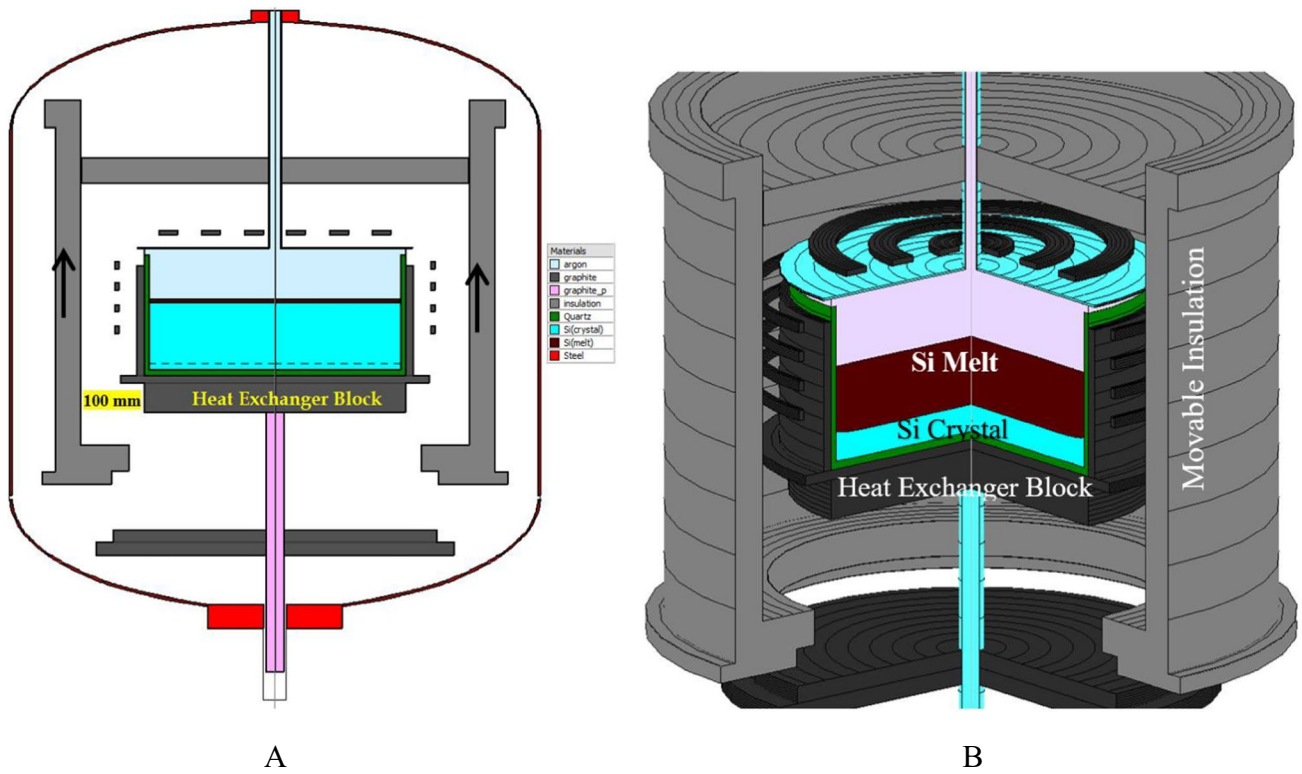 Materials
argon
graphite
graphite_p
insulation
Quartz
Si(crystal)
Si(melt)
Steel
100 mm
Heat Exchanger Block
Si Melt
Si Crystal
Heat Exchanger Block
Movable Insulation
A
B